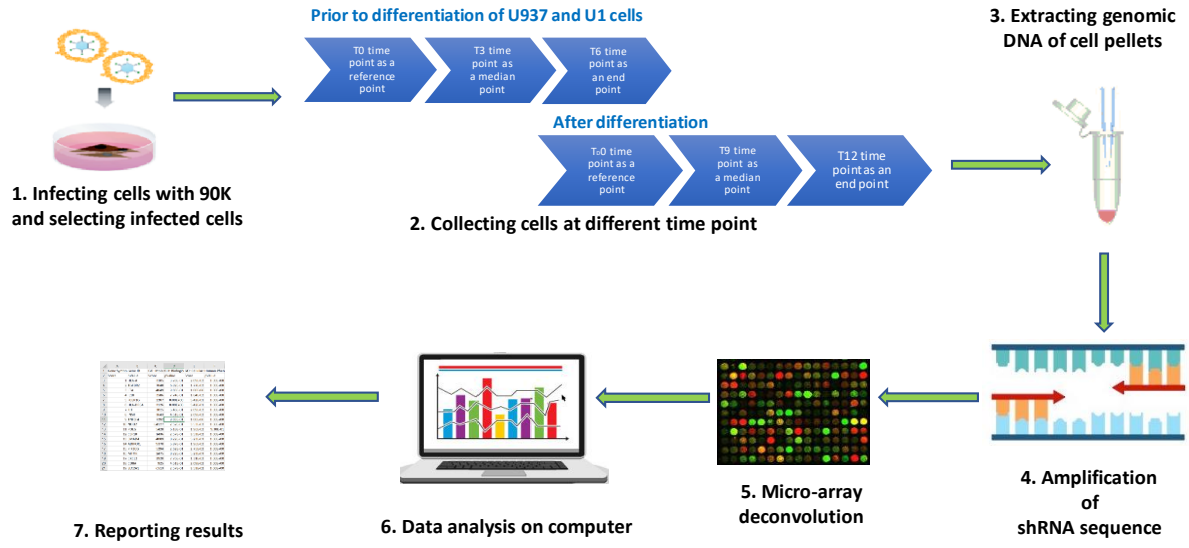 Prior to differentiation of U937 and U1 cells
T0 time
point as a
reference
point
T3 time
point as
a median
point
T6 time
point as
an end
point
After differentiation
TD0 time
point as a
reference
point
T9 time
point as
a median
point
T12 time
point as an
end point
1. Infecting cells with 90K
and selecting infected cells
2. Collecting cells at different time point
3. Extracting genomic
DNA of cell pellets
4. Amplification
of
shRNA sequence
5. Micro-array
deconvolution
6. Data analysis on computer
7. Reporting results